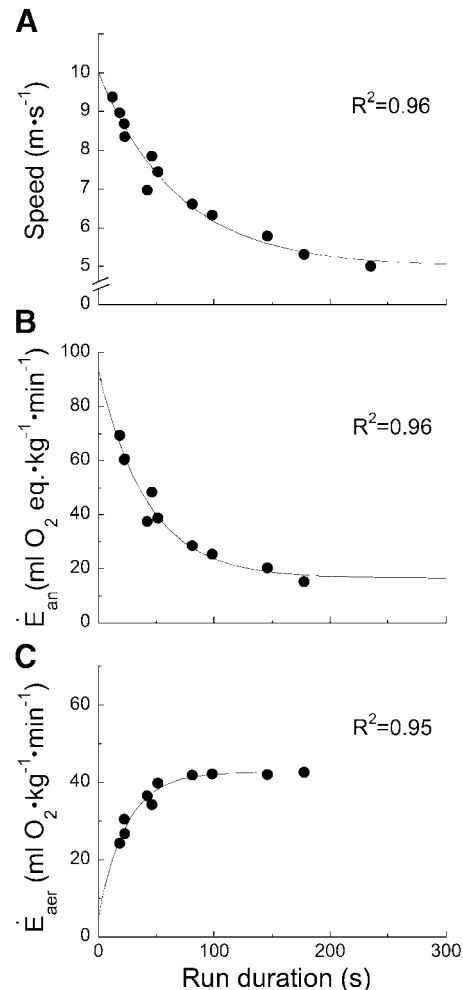 A
11
10
9
8
7
6
5
0
Speed (m•s⁻¹)
R²=0.96
B
100
80
60
40
20
0
Ė_an (ml O₂ eq.•kg⁻¹•min⁻¹)
R²=0.96
C
60
40
20
0
Ė_aer (ml O₂•kg⁻¹•min⁻¹)
R²=0.95
0 100 200 300
Run duration (s)